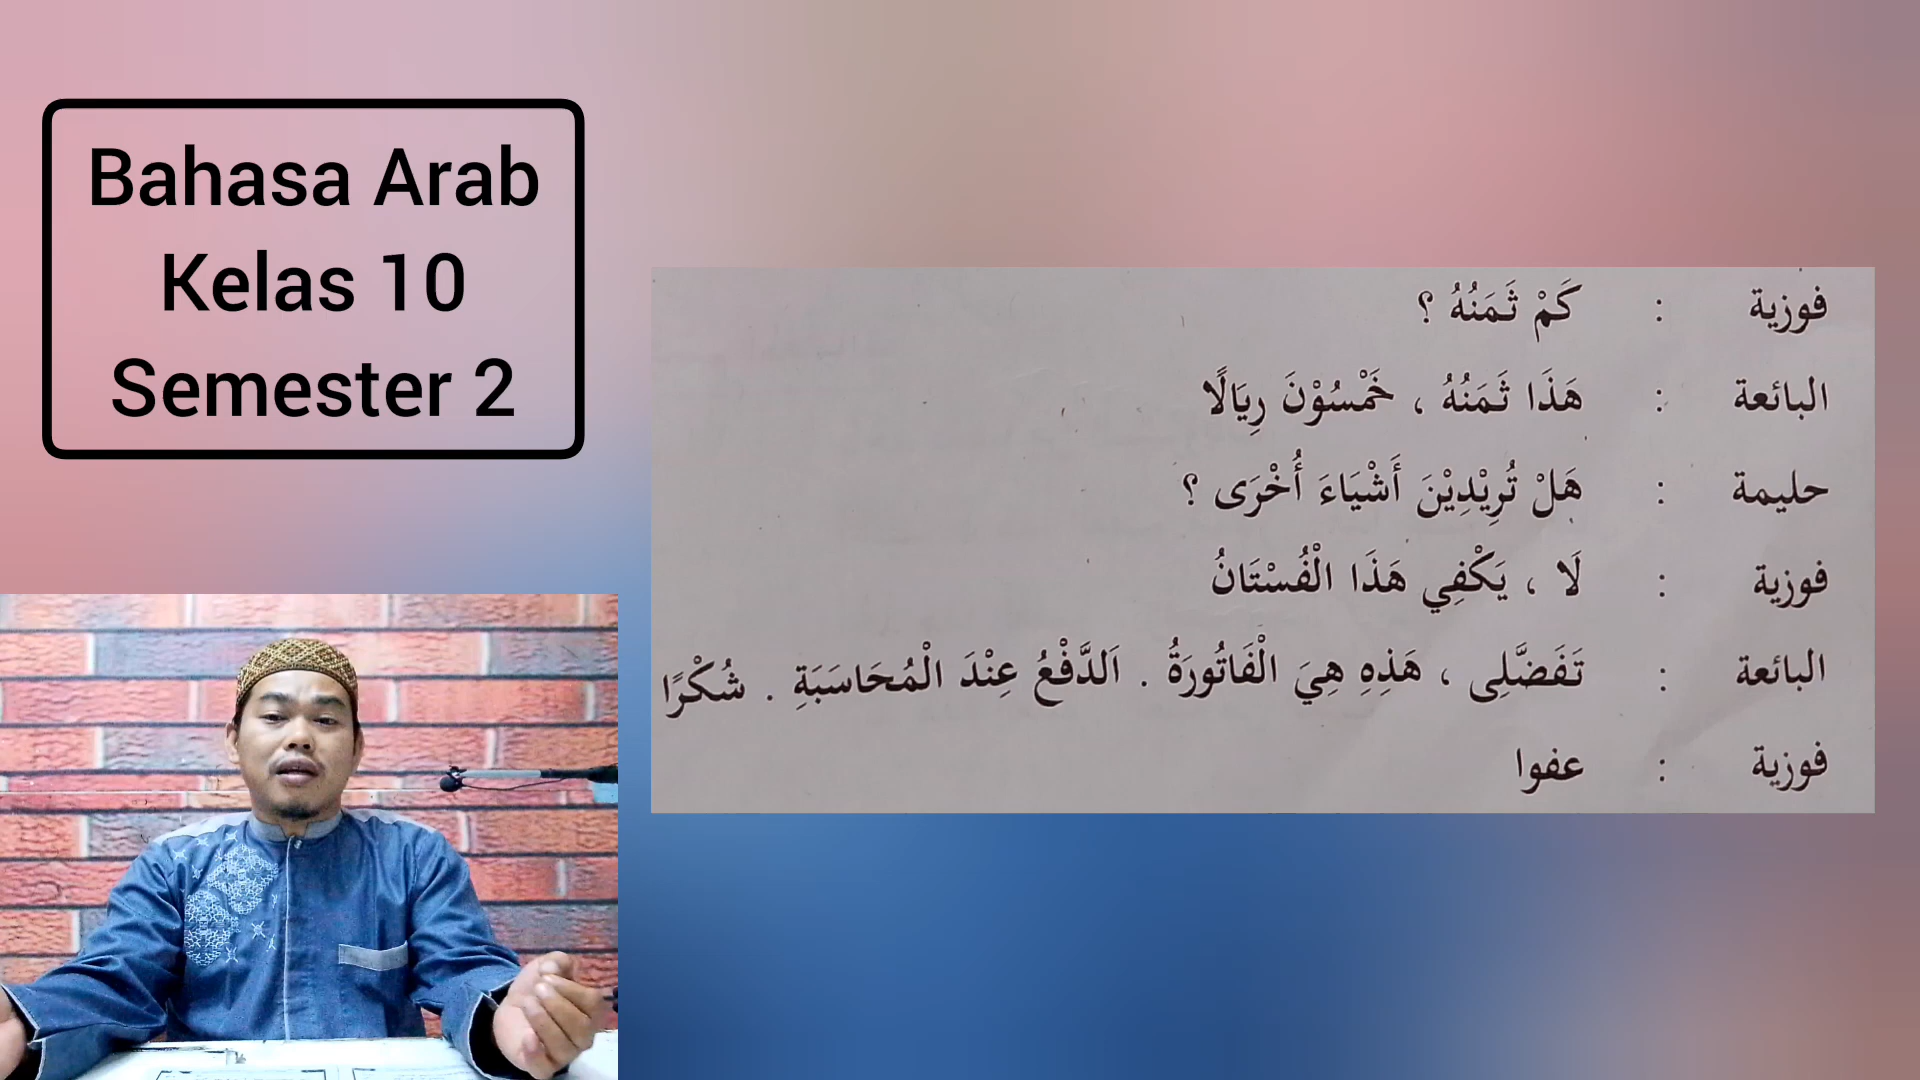 Bahasa Arab
Kelas 10
Semester 2
فوزية : كَمْ ثَمَنُهُ ؟
البائعة : هَذَا ثَمَنُهُ ، خَمْسُوْنَ رِيَالًا
حليمة : هَلْ تُرِيْدِيْنَ أَشْيَاءَ أُخْرَى ؟
فوزية : لَا ، يَكْفِي هَذَا الْفُسْتَانُ
البائعة : تَفَضَّلِى ، هَذِهِ هِيَ الْفَاتُورَةُ . اَلدَّفْعُ عِنْدَ الْمُحَاسَبَةِ . شُكْرًا
فوزية : عفوا